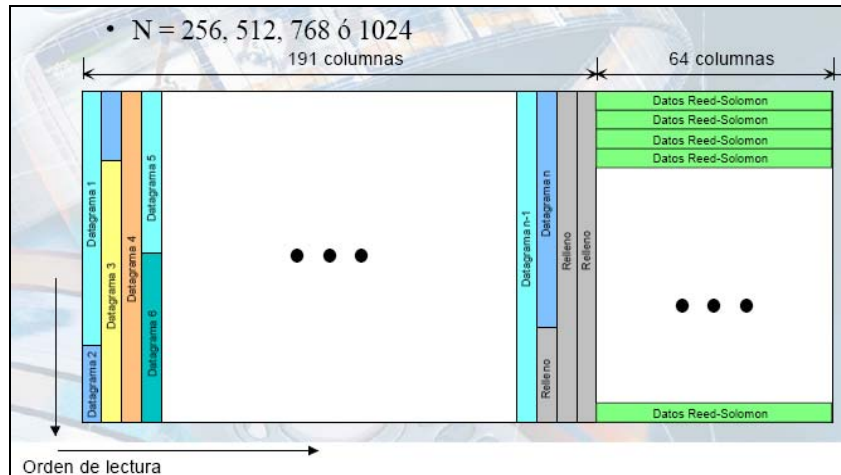 • N = 256, 512, 768 ó 1024
191 columnas
64 columnas
Datagrama 1
Datagrama 2
Datagrama 3
Datagrama 4
Datagrama 5
Datagrama 6
Datagrama n-1
Datagrama n
Relleno
Relleno
Relleno
Datos Reed-Solomon
Datos Reed-Solomon
Datos Reed-Solomon
Datos Reed-Solomon
Datos Reed-Solomon
Orden de lectura